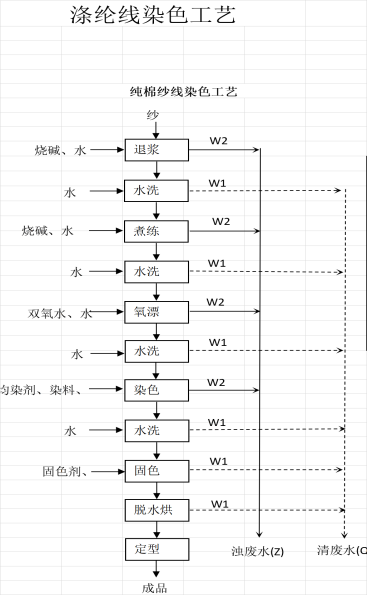 涤纶线染色工艺
纯棉纱线染色工艺
纱
烧碱、水 退浆 W2
水 水洗 W1
烧碱、水 煮练 W2
水 水洗 W1
双氧水、水 氧漂 W2
水 水洗 W1
匀染剂、染料、 染色 W2
水 水洗 W1
固色剂、 固色 W1
脱水烘 W1
定型 浊废水(Z) 清废水(Q
成品